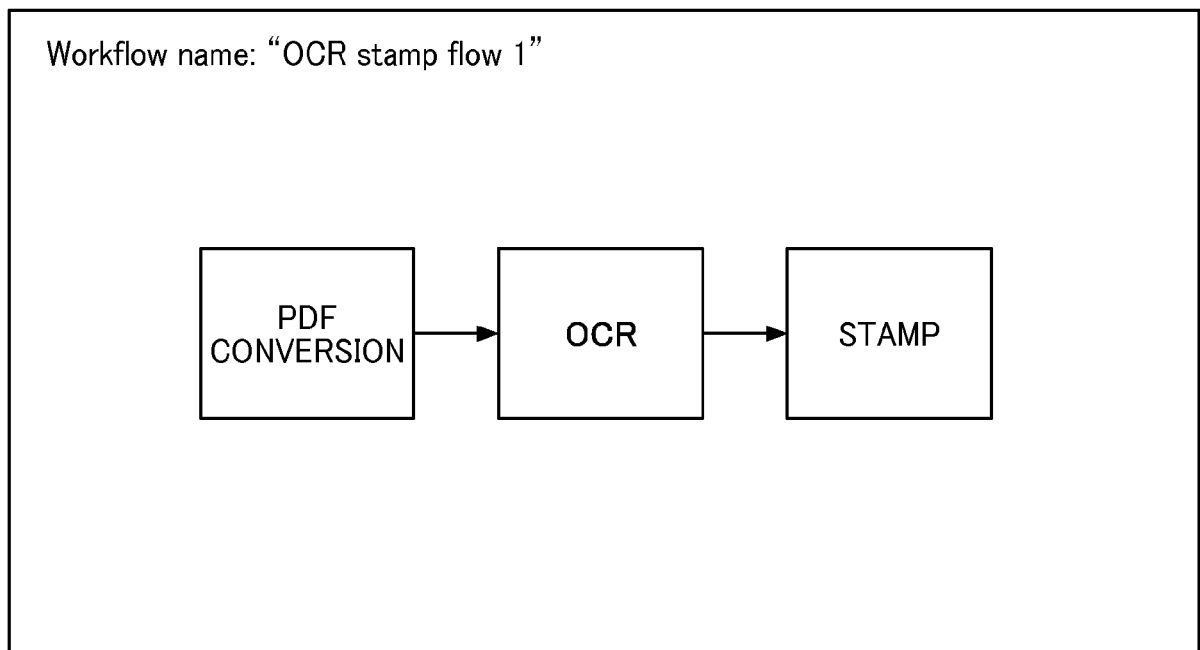 Workflow name: “OCR stamp flow 1”
PDF
CONVERSION
OCR
STAMP